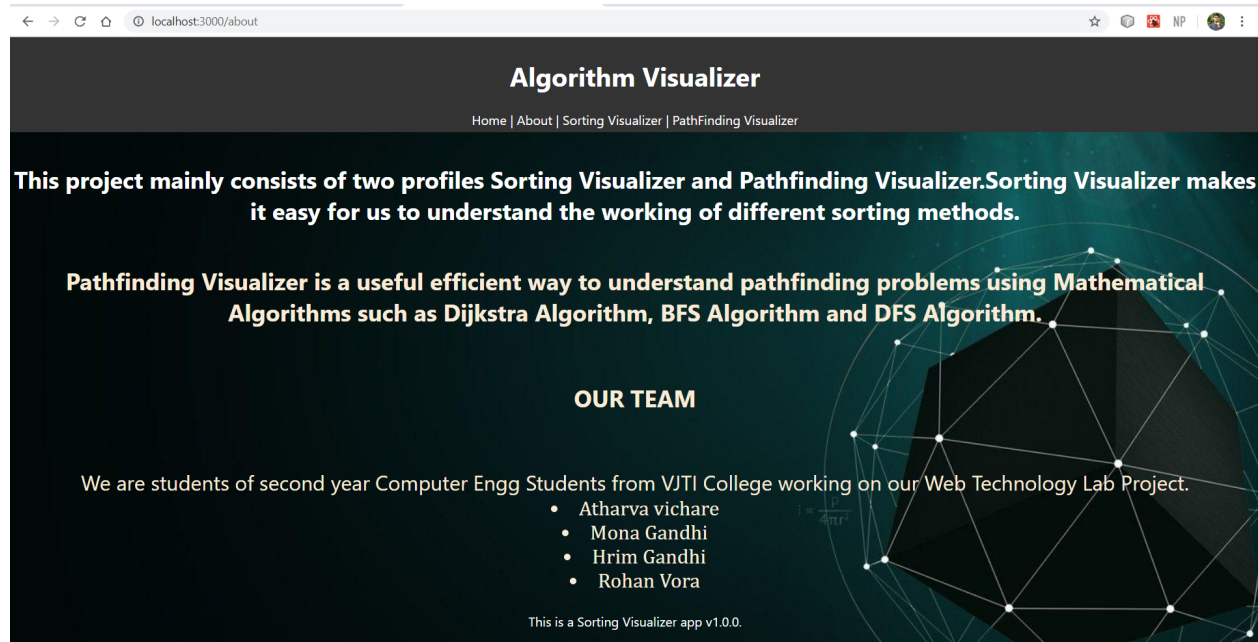 localhost:3000/about
NP
Algorithm Visualizer
Home | About | Sorting Visualizer | PathFinding Visualizer
This project mainly consists of two profiles Sorting Visualizer and Pathfinding Visualizer.Sorting Visualizer makes
it easy for us to understand the working of different sorting methods.
Pathfinding Visualizer is a useful efficient way to understand pathfinding problems using Mathematical
Algorithms such as Dijkstra Algorithm, BFS Algorithm and DFS Algorithm.
OUR TEAM
We are students of second year Computer Engg Students from VJTI College working on our Web Technology Lab Project.
• Atharva vichare
i = P / 4πr²
• Mona Gandhi
• Hrim Gandhi
• Rohan Vora
This is a Sorting Visualizer app v1.0.0.